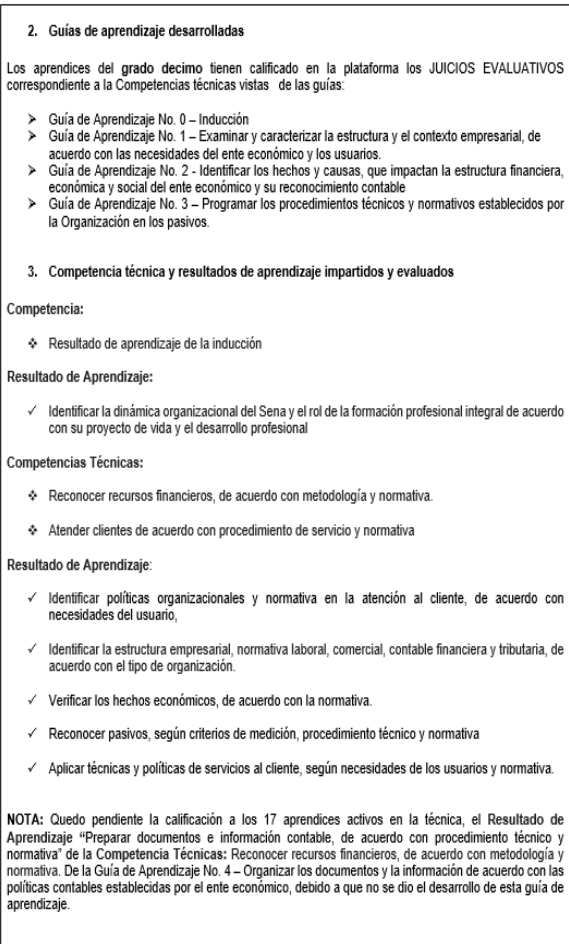 2. Guías de aprendizaje desarrolladas
Los aprendices del grado decimo tienen calificado en la plataforma los JUICIOS EVALUATIVOS
correspondiente a la Competencias técnicas vistas de las guías:
➢ Guía de Aprendizaje No. 0 – Inducción
➢ Guía de Aprendizaje No. 1 – Examinar y caracterizar la estructura y el contexto empresarial, de
acuerdo con las necesidades del ente económico y los usuarios.
➢ Guía de Aprendizaje No. 2 - Identificar los hechos y causas, que impactan la estructura financiera,
económica y social del ente económico y su reconocimiento contable
➢ Guía de Aprendizaje No. 3 – Programar los procedimientos técnicos y normativos establecidos por
la Organización en los pasivos.
3. Competencia técnica y resultados de aprendizaje impartidos y evaluados
Competencia:
❖ Resultado de aprendizaje de la inducción
Resultado de Aprendizaje:
✓ Identificar la dinámica organizacional del Sena y el rol de la formación profesional integral de acuerdo
con su proyecto de vida y el desarrollo profesional
Competencias Técnicas:
❖ Reconocer recursos financieros, de acuerdo con metodología y normativa.
❖ Atender clientes de acuerdo con procedimiento de servicio y normativa
Resultado de Aprendizaje:
✓ Identificar políticas organizacionales y normativa en la atención al cliente, de acuerdo con
necesidades del usuario,
✓ Identificar la estructura empresarial, normativa laboral, comercial, contable financiera y tributaria, de
acuerdo con el tipo de organización.
✓ Verificar los hechos económicos, de acuerdo con la normativa.
✓ Reconocer pasivos, según criterios de medición, procedimiento técnico y normativa
✓ Aplicar técnicas y políticas de servicios al cliente, según necesidades de los usuarios y normativa.
NOTA: Quedo pendiente la calificación a los 17 aprendices activos en la técnica, el Resultado de
Aprendizaje “Preparar documentos e información contable, de acuerdo con procedimiento técnico y
normativa” de la Competencia Técnicas: Reconocer recursos financieros, de acuerdo con metodología y
normativa. De la Guía de Aprendizaje No. 4 – Organizar los documentos y la información de acuerdo con las
políticas contables establecidas por el ente económico, debido a que no se dio el desarrollo de esta guía de
aprendizaje.